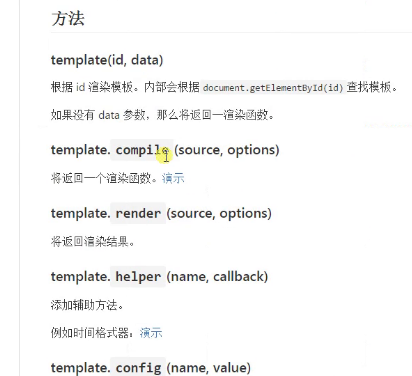 方法
template(id, data)
根据 id 渲染模板。内部会根据 document.getElementById(id) 查找模板。
如果没有 data 参数，那么将返回一渲染函数。
template. compile (source, options)
将返回一个渲染函数。演示
template. render (source, options)
将返回渲染结果。
template. helper (name, callback)
添加辅助方法。
例如时间格式器：演示
template. config (name, value)